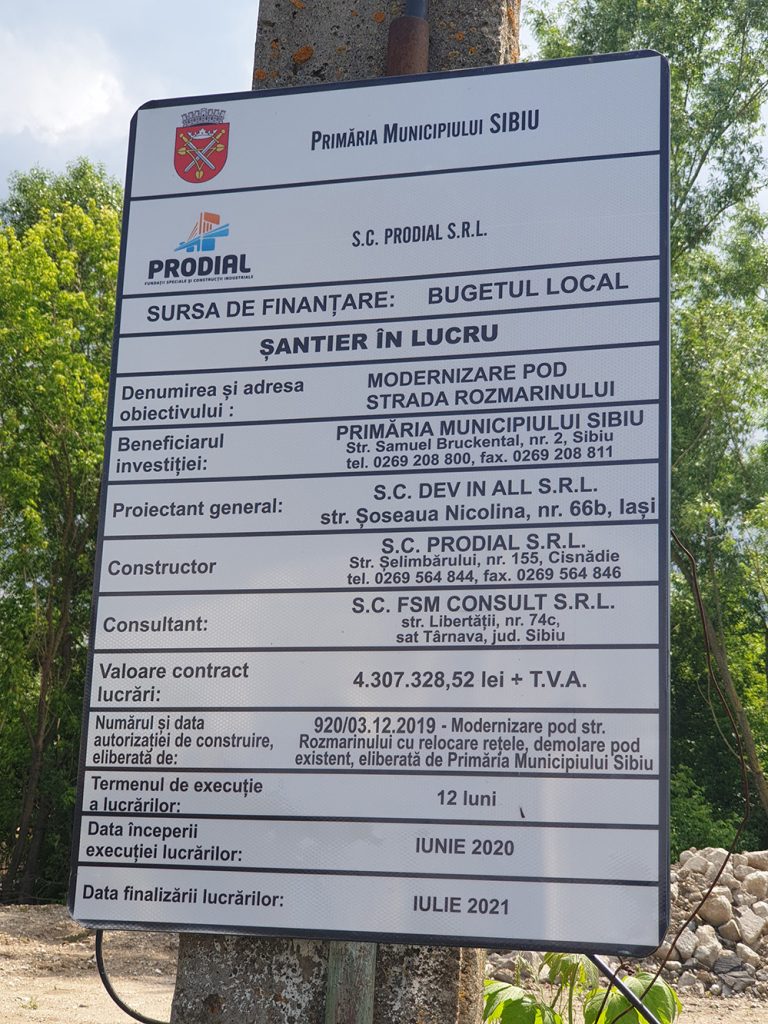 PRIMĂRIA MUNICIPIULUI SIBIU
PRODIAL
FUNDAȚII SPECIALE ȘI CONSTRUCȚII INDUSTRIALE
S.C. PRODIAL S.R.L.
SURSA DE FINANȚARE: BUGETUL LOCAL
ȘANTIER ÎN LUCRU
Denumirea și adresa
obiectivului :
MODERNIZARE POD
STRADA ROZMARINULUI
Beneficiarul
investiției:
PRIMĂRIA MUNICIPIULUI SIBIU
Str. Samuel Bruckental, nr. 2, Sibiu
tel. 0269 208 800, fax. 0269 208 811
Proiectant general:
S.C. DEV IN ALL S.R.L.
str. Șoseaua Nicolina, nr. 66b, Iași
Constructor
S.C. PRODIAL S.R.L.
Str. Șelimbărului, nr. 155, Cisnădie
tel. 0269 564 844, fax. 0269 564 846
Consultant:
S.C. FSM CONSULT S.R.L.
str. Libertății, nr. 74c,
sat Târnava, jud. Sibiu
Valoare contract
lucrări:
4.307.328,52 lei + T.V.A.
Numărul și data
autorizației de construire,
eliberată de:
920/03.12.2019 - Modernizare pod str.
Rozmarinului cu relocare rețele, demolare pod
existent, eliberată de Primăria Municipiului Sibiu
Termenul de execuție
a lucrărilor:
12 luni
Data începerii
execuției lucrărilor:
IUNIE 2020
Data finalizării lucrărilor:
IULIE 2021